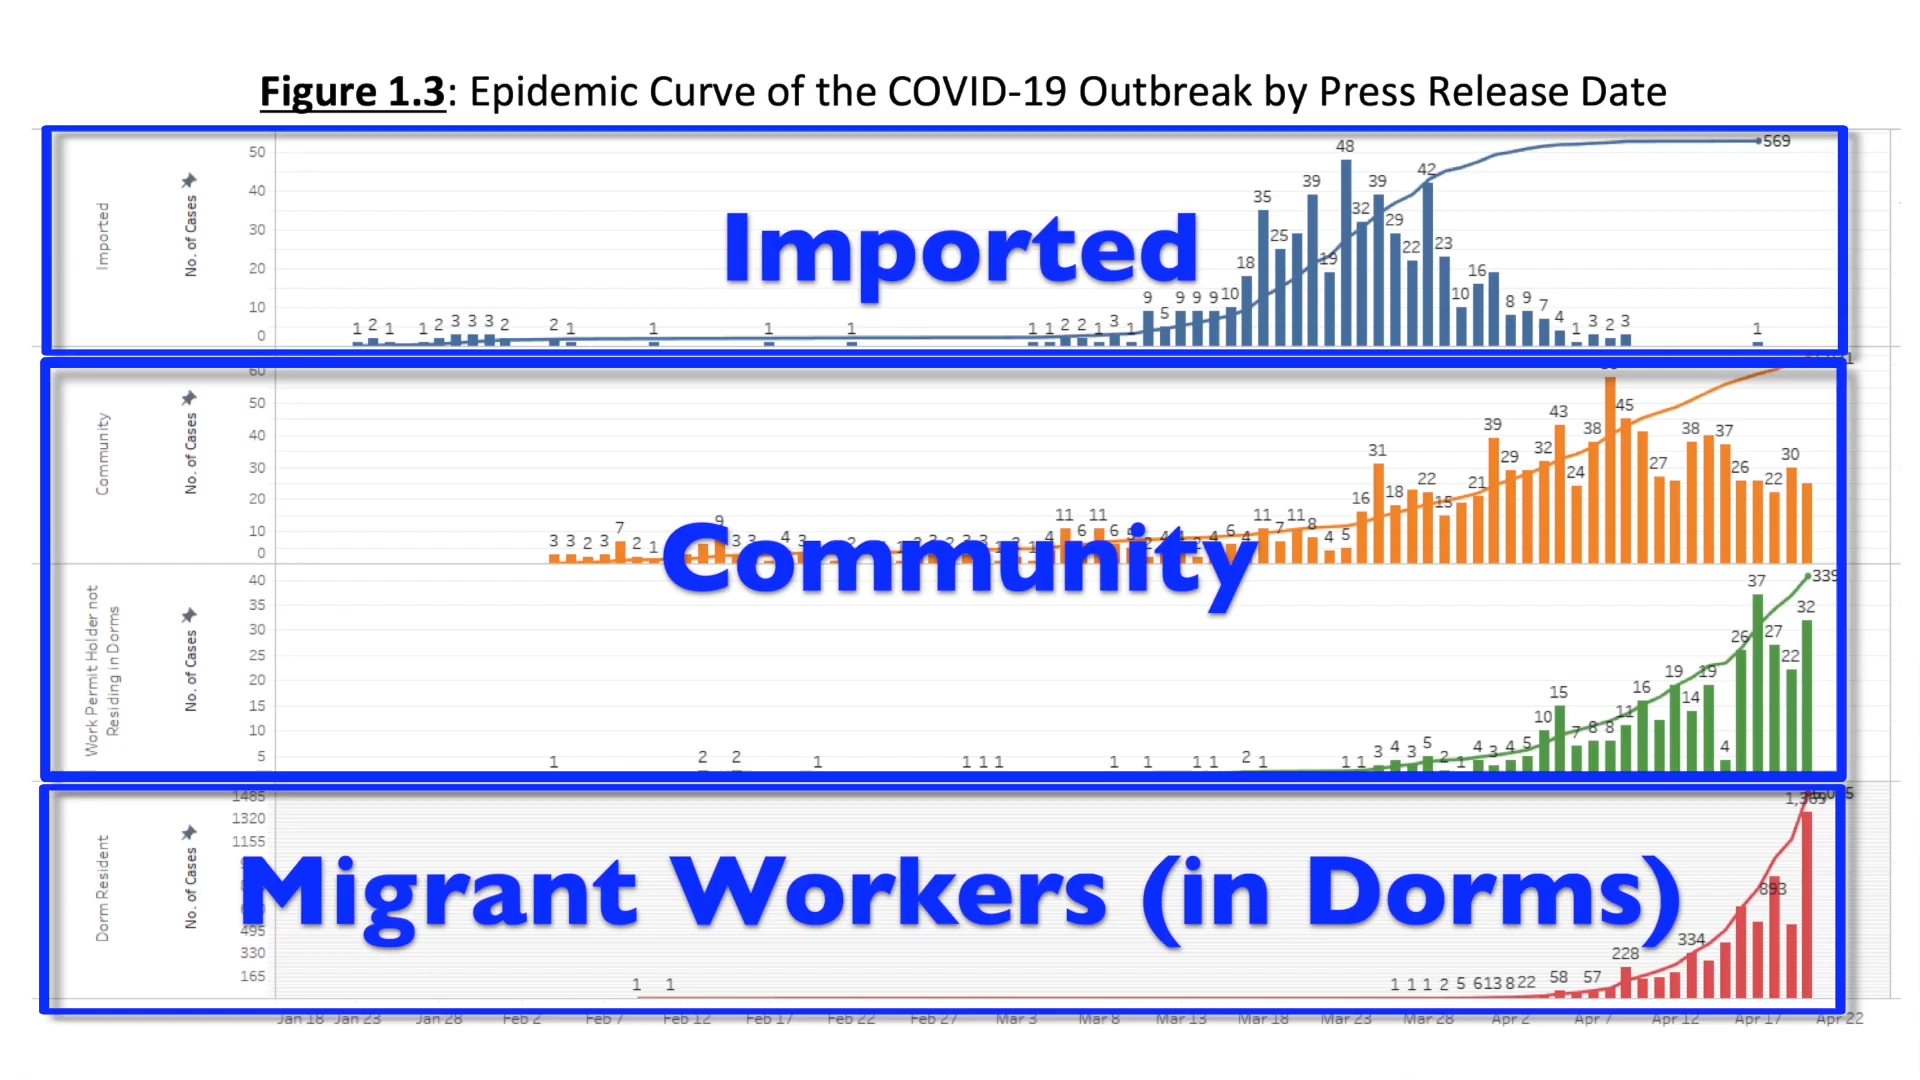 Figure 1.3: Epidemic Curve of the COVID-19 Outbreak by Press Release Date
Imported
No. of Cases
50
40
30
20
10
0
1 2 1 1 2 3 3 3 2 2 1 1 1 1 1 1 2 2 1 3 1 9 5 9 9 9 10 18 35 25 39 19 48 32 39 29 22 42 23 10 16 8 9 7 4 1 3 2 3 1
569
Imported
Community
No. of Cases
60
50
40
30
20
10
0
3 3 2 3 7 2 1 9 3 3 4 3 2
11 6 11 6
6 4 11 7 11 8 4 5 16 31 18 22 15 21 39 29 32 43 24 38 45 27 38 37 26 22 30
Community
Work Permit Holder not
Residing in Dorms
No. of Cases
40
35
30
25
20
15
10
5
1 2 2 1 1 1 1 1 1 1 1 2 1 1 1 3 4 3 5 2 1 4 3 4 5 10 15 7 8 8 11 16 19 14 19 4 26 37 27 22 32
339
Dorm Resident
No. of Cases
1485
1320
1155
495
330
165
1 1 1 1 1 2 5 6 13 8 22 58 57 228 334 893 1,369
Migrant Workers (in Dorms)
Jan 18 Jan 23 Jan 28 Feb 2 Feb 7 Feb 12 Feb 17 Feb 22 Feb 27 Mar 3 Mar 8 Mar 13 Mar 18 Mar 23 Mar 28 Apr 2 Apr 7 Apr 12 Apr 17 Apr 22